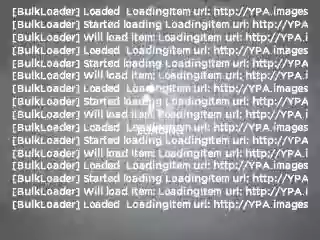 [BulkLoader] Loaded LoadingItem url: http://YPA.images
[BulkLoader] Started loading LoadingItem url: http://YPA
[BulkLoader] Will load item: LoadingItem url: http://YPA.i
[BulkLoader] Loaded LoadingItem url: http://YPA.images
[BulkLoader] Started loading LoadingItem url: http://YPA
[BulkLoader] Will load item: LoadingItem url: http://YPA.i
[BulkLoader] Loaded LoadingItem url: http://YPA.images
[BulkLoader] Started loading LoadingItem url: http://YPA
[BulkLoader] Will load item: LoadingItem url: http://YPA.i
[BulkLoader] Loaded LoadingItem url: http://YPA.images
LOADING
[BulkLoader] Started loading LoadingItem url: http://YPA
[BulkLoader] Will load item: LoadingItem url: http://YPA.i
[BulkLoader] Loaded LoadingItem url: http://YPA.images
[BulkLoader] Started loading LoadingItem url: http://YPA
[BulkLoader] Will load item: LoadingItem url: http://YPA.i
[BulkLoader] Loaded LoadingItem url: http://YPA.images